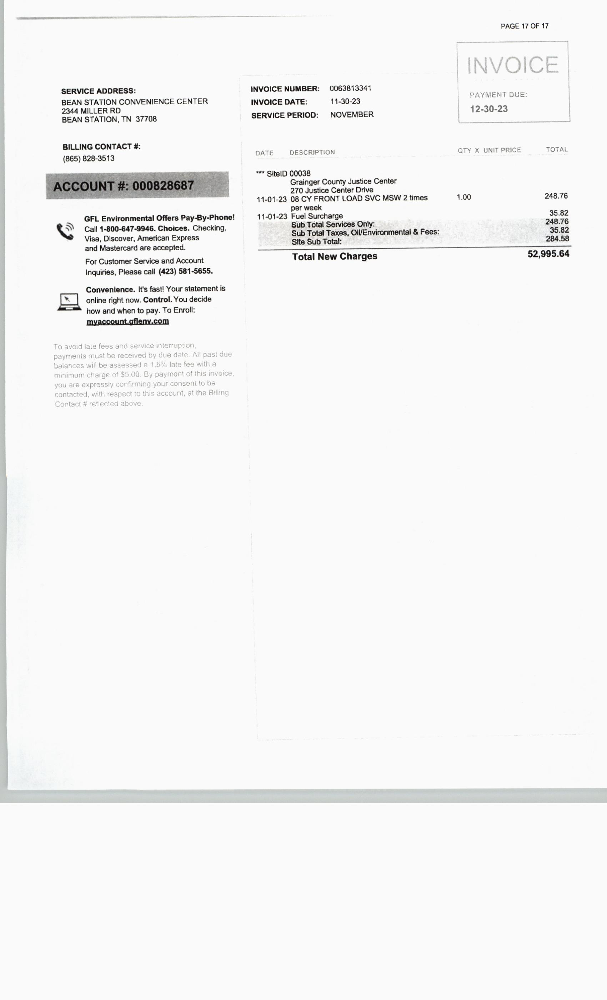 PAGE 17 OF 17
INVOICE
PAYMENT DUE:
12-30-23
SERVICE ADDRESS:
BEAN STATION CONVENIENCE CENTER
2344 MILLER RD
BEAN STATION, TN 37708
BILLING CONTACT #:
(865) 828-3513
ACCOUNT #: 000828687
GFL Environmental Offers Pay-By-Phone!
Call 1-800-647-9946. Choices. Checking,
Visa, Discover, American Express
and Mastercard are accepted.
For Customer Service and Account
Inquiries, Please call (423) 581-5655.
Convenience. It's fast! Your statement is
online right now. Control. You decide
how and when to pay. To Enroll:
myaccount.gflenv.com
To avoid late fees and service interruption,
payments must be received by due date. All past due
balances will be assessed a 1.5% late fee with a
minimum charge of $5.00. By payment of this invoice,
you are expressly confirming your consent to be
contacted, with respect to this account, at the Billing
Contact # reflected above.
INVOICE NUMBER: 0063813341
INVOICE DATE: 11-30-23
SERVICE PERIOD: NOVEMBER
DATE DESCRIPTION QTY X UNIT PRICE TOTAL
*** SiteID 00038
Grainger County Justice Center
270 Justice Center Drive
11-01-23 08 CY FRONT LOAD SVC MSW 2 times 1.00 248.76
per week
11-01-23 Fuel Surcharge 35.82
Sub Total Services Only: 248.76
Sub Total Taxes, Oil/Environmental & Fees: 35.82
Site Sub Total: 284.58
Total New Charges 52,995.64